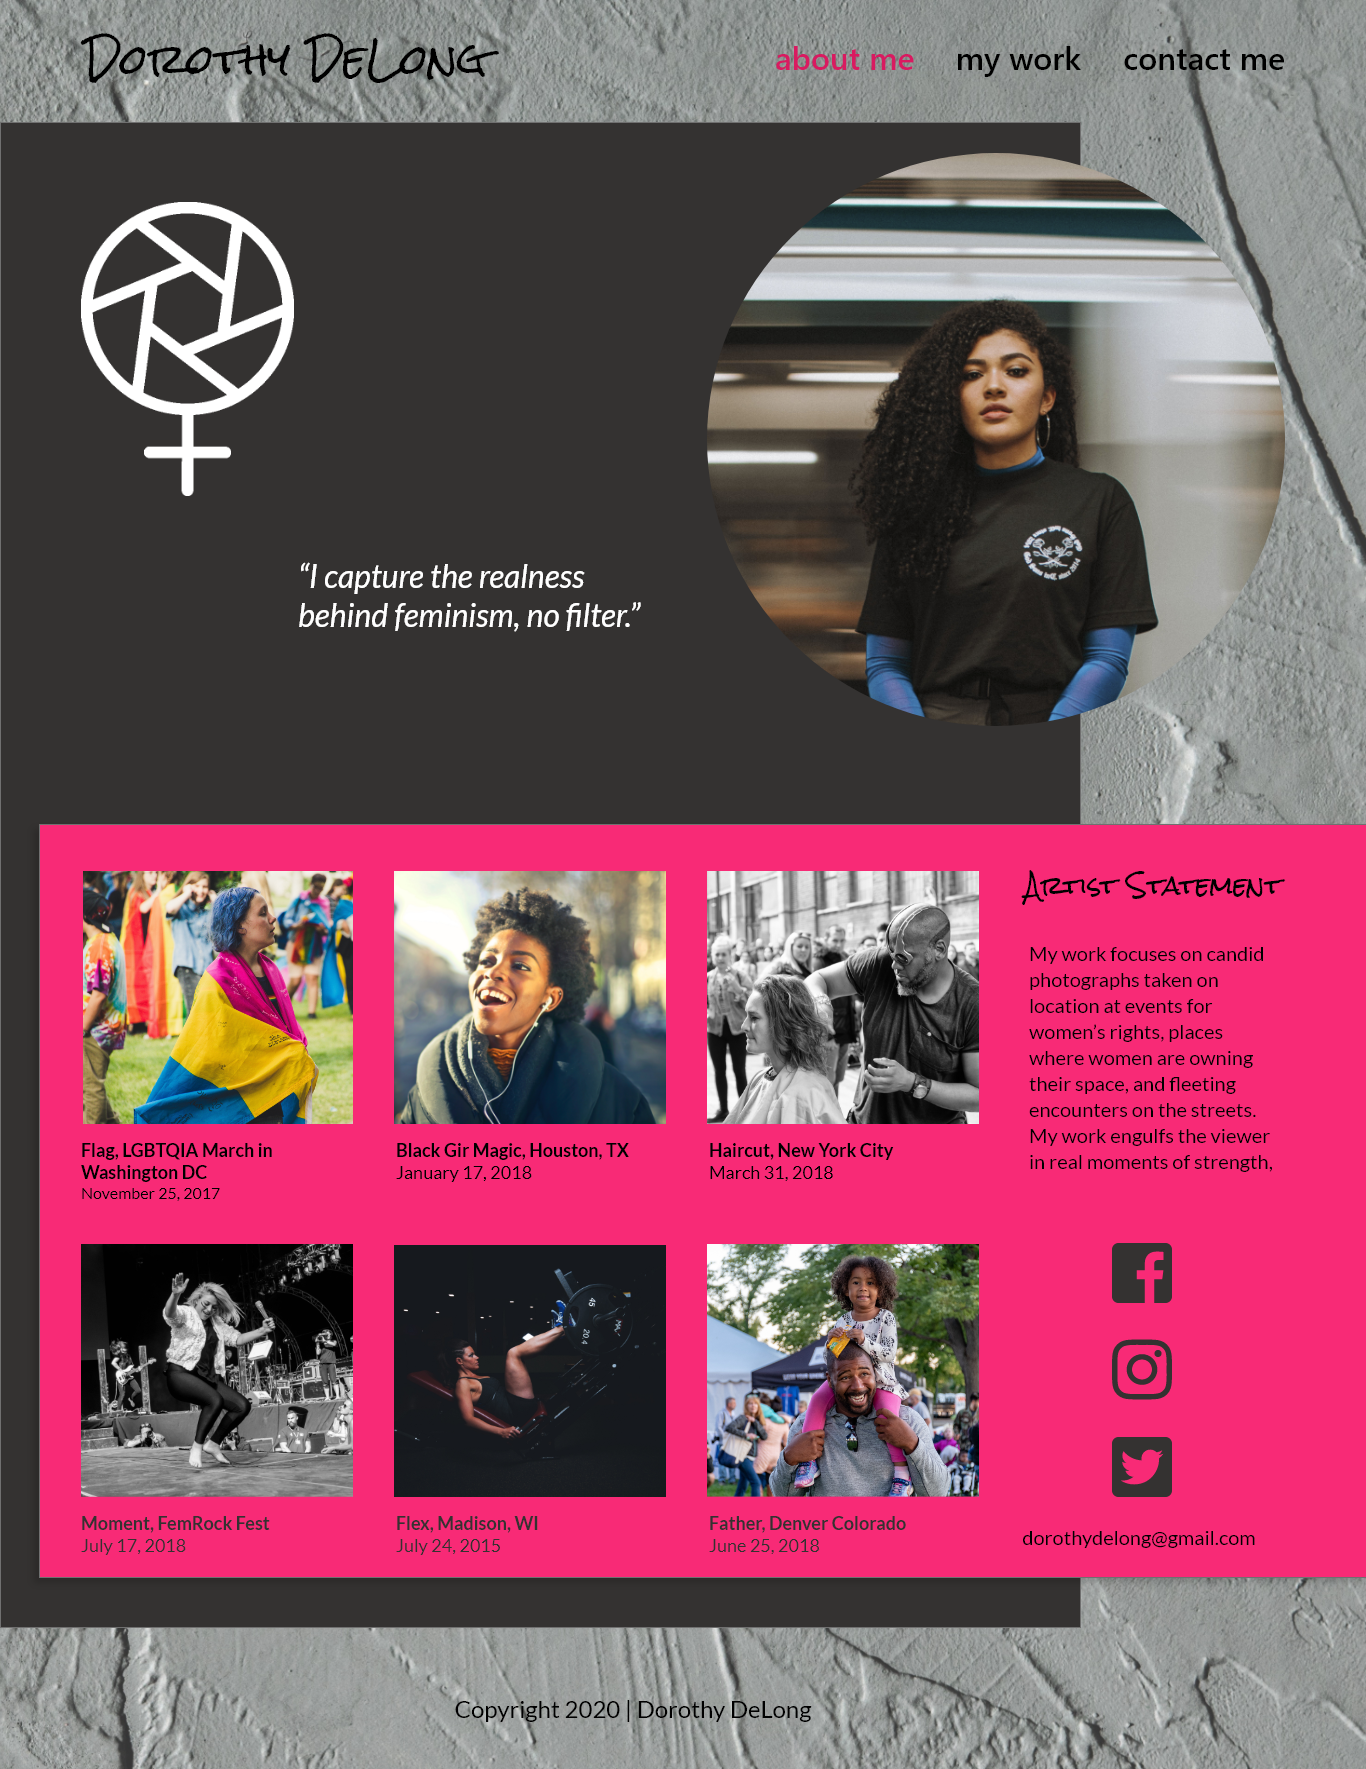 Dorothy DeLong
about me my work contact me
“I capture the realness
behind feminism, no filter.”
Artist Statement
My work focuses on candid
photographs taken on
location at events for
women’s rights, places
where women are owning
their space, and fleeting
encounters on the streets.
My work engulfs the viewer
in real moments of strength,
Flag, LGBTQIA March in
Washington DC
November 25, 2017
Black Gir Magic, Houston, TX
January 17, 2018
Haircut, New York City
March 31, 2018
45
20.4
Moment, FemRock Fest
July 17, 2018
Flex, Madison, WI
July 24, 2015
Father, Denver Colorado
June 25, 2018
dorothydelong@gmail.com
Copyright 2020 | Dorothy DeLong